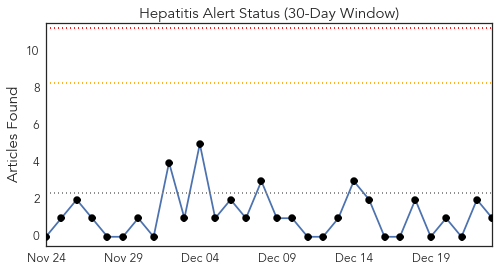 Hepatitis Alert Status (30-Day Window)
Articles Found
10
8
6
4
2
0
Nov 24 Nov 29 Dec 04 Dec 09 Dec 14 Dec 19